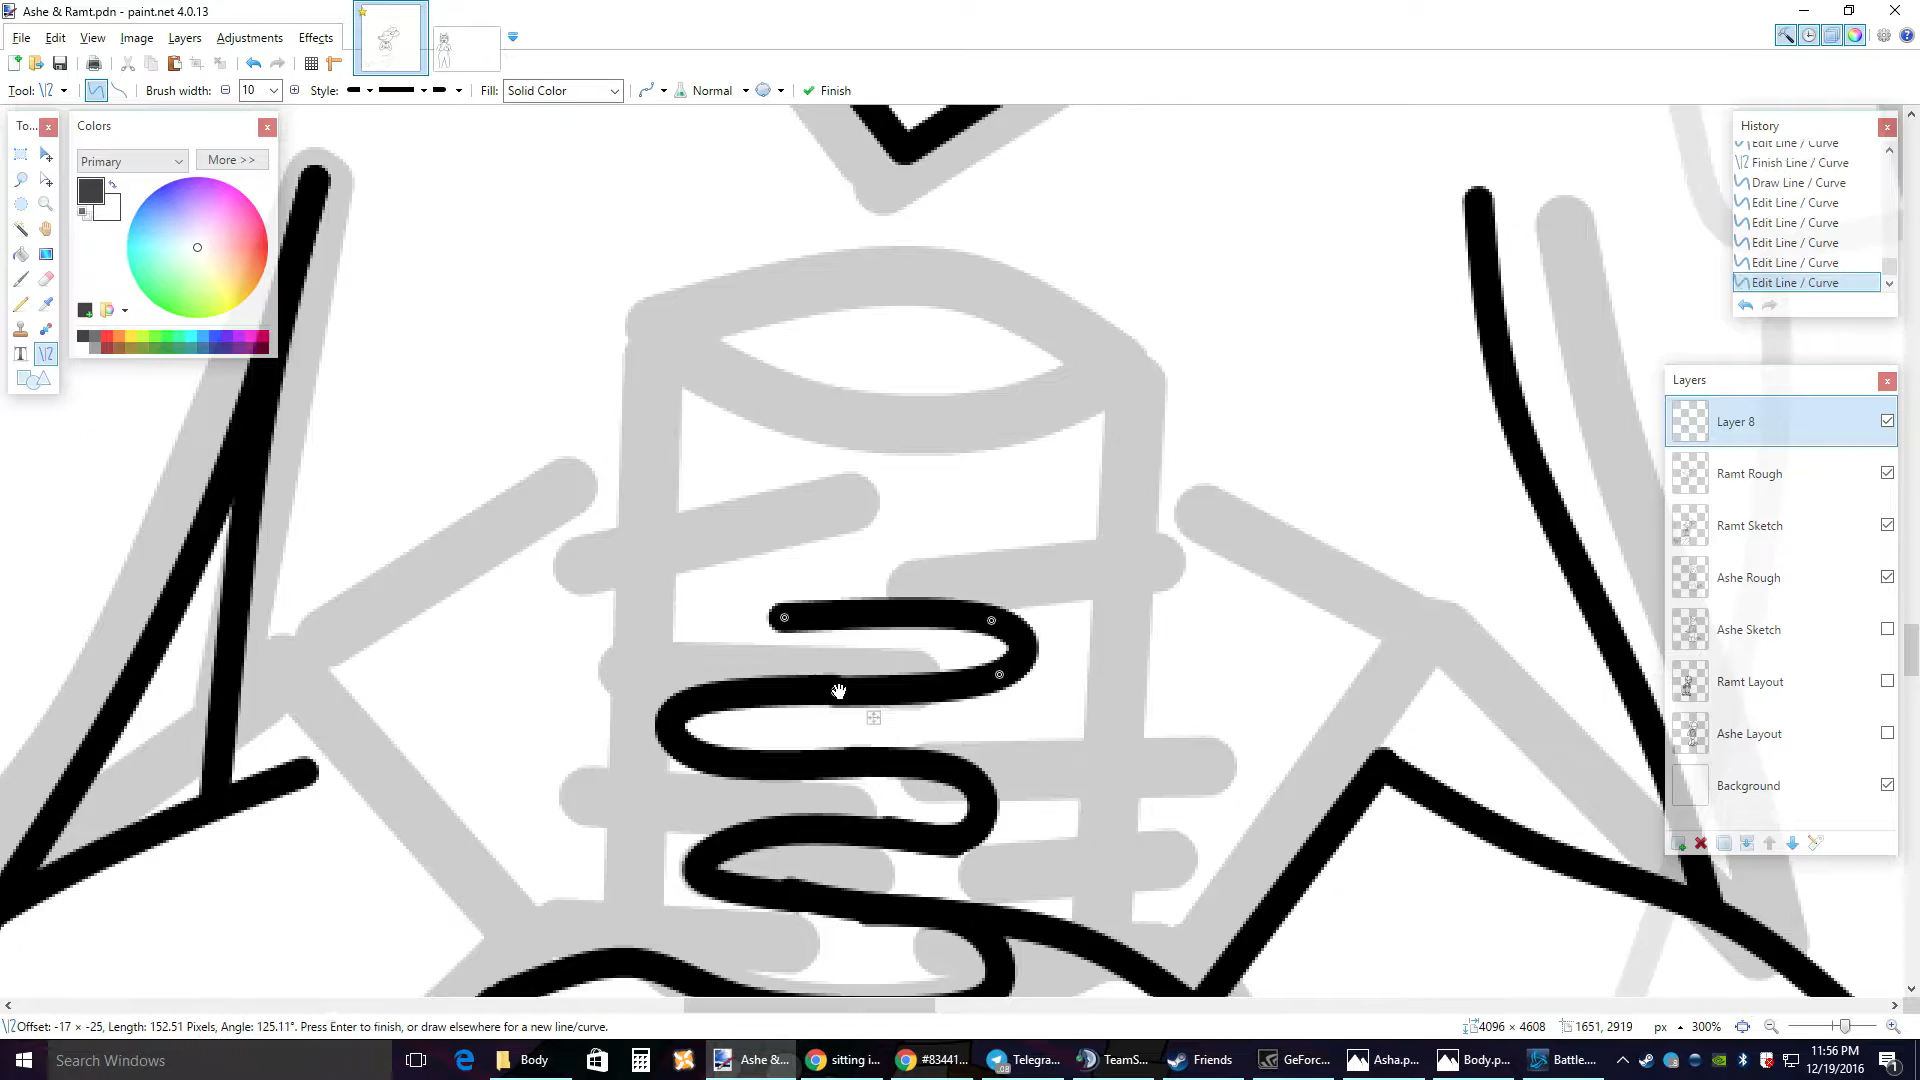 Ashe & Ramt.pdn - paint.net 4.0.13
File Edit View Image Layers Adjustments Effects
Tool: Brush width: 10 Style: Fill: Solid Color Normal Finish
To...
Colors
Primary
More >>
History
Edit Line / Curve
Finish Line / Curve
Draw Line / Curve
Edit Line / Curve
Edit Line / Curve
Edit Line / Curve
Edit Line / Curve
Edit Line / Curve
Layers
Layer 8
Ramt Rough
Ramt Sketch
Ashe Rough
Ashe Sketch
Ramt Layout
Ashe Layout
Background
Offset: -17 × -25, Length: 152.51 Pixels, Angle: 125.11°. Press Enter to finish, or draw elsewhere for a new line/curve.
4096 × 4608
1651, 2919
px
300%
Search Windows
Body
Ashe &...
sitting i...
#83441...
Telegra...
TeamS...
Friends
GeForc...
Asha.p...
Body.p...
Battle....
11:56 PM
12/19/2016